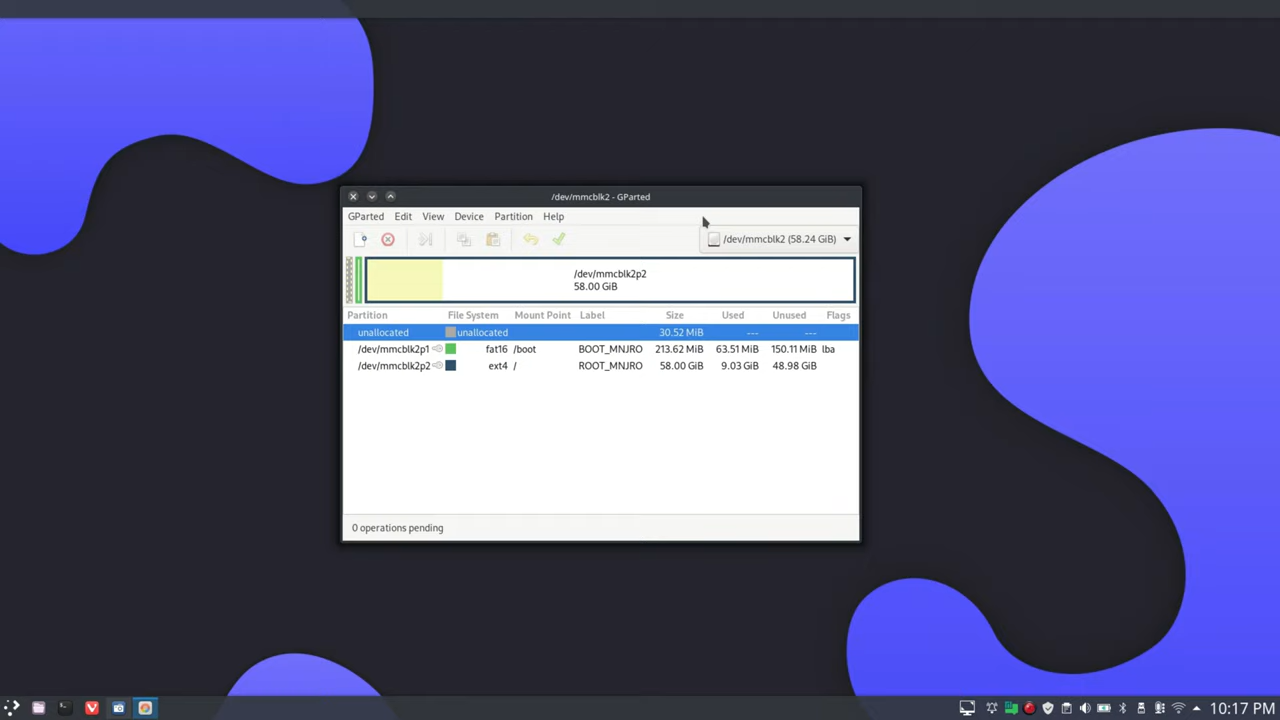 /dev/mmcblk2 - GParted
GParted Edit View Device Partition Help
/dev/mmcblk2 (58.24 GiB)
/dev/mmcblk2p2
58.00 GiB
Partition File System Mount Point Label Size Used Unused Flags
unallocated unallocated 30.52 MiB --- ---
/dev/mmcblk2p1 fat16 /boot BOOT_MNJRO 213.62 MiB 63.51 MiB 150.11 MiB lba
/dev/mmcblk2p2 ext4 / ROOT_MNJRO 58.00 GiB 9.03 GiB 48.98 GiB
0 operations pending
10:17 PM